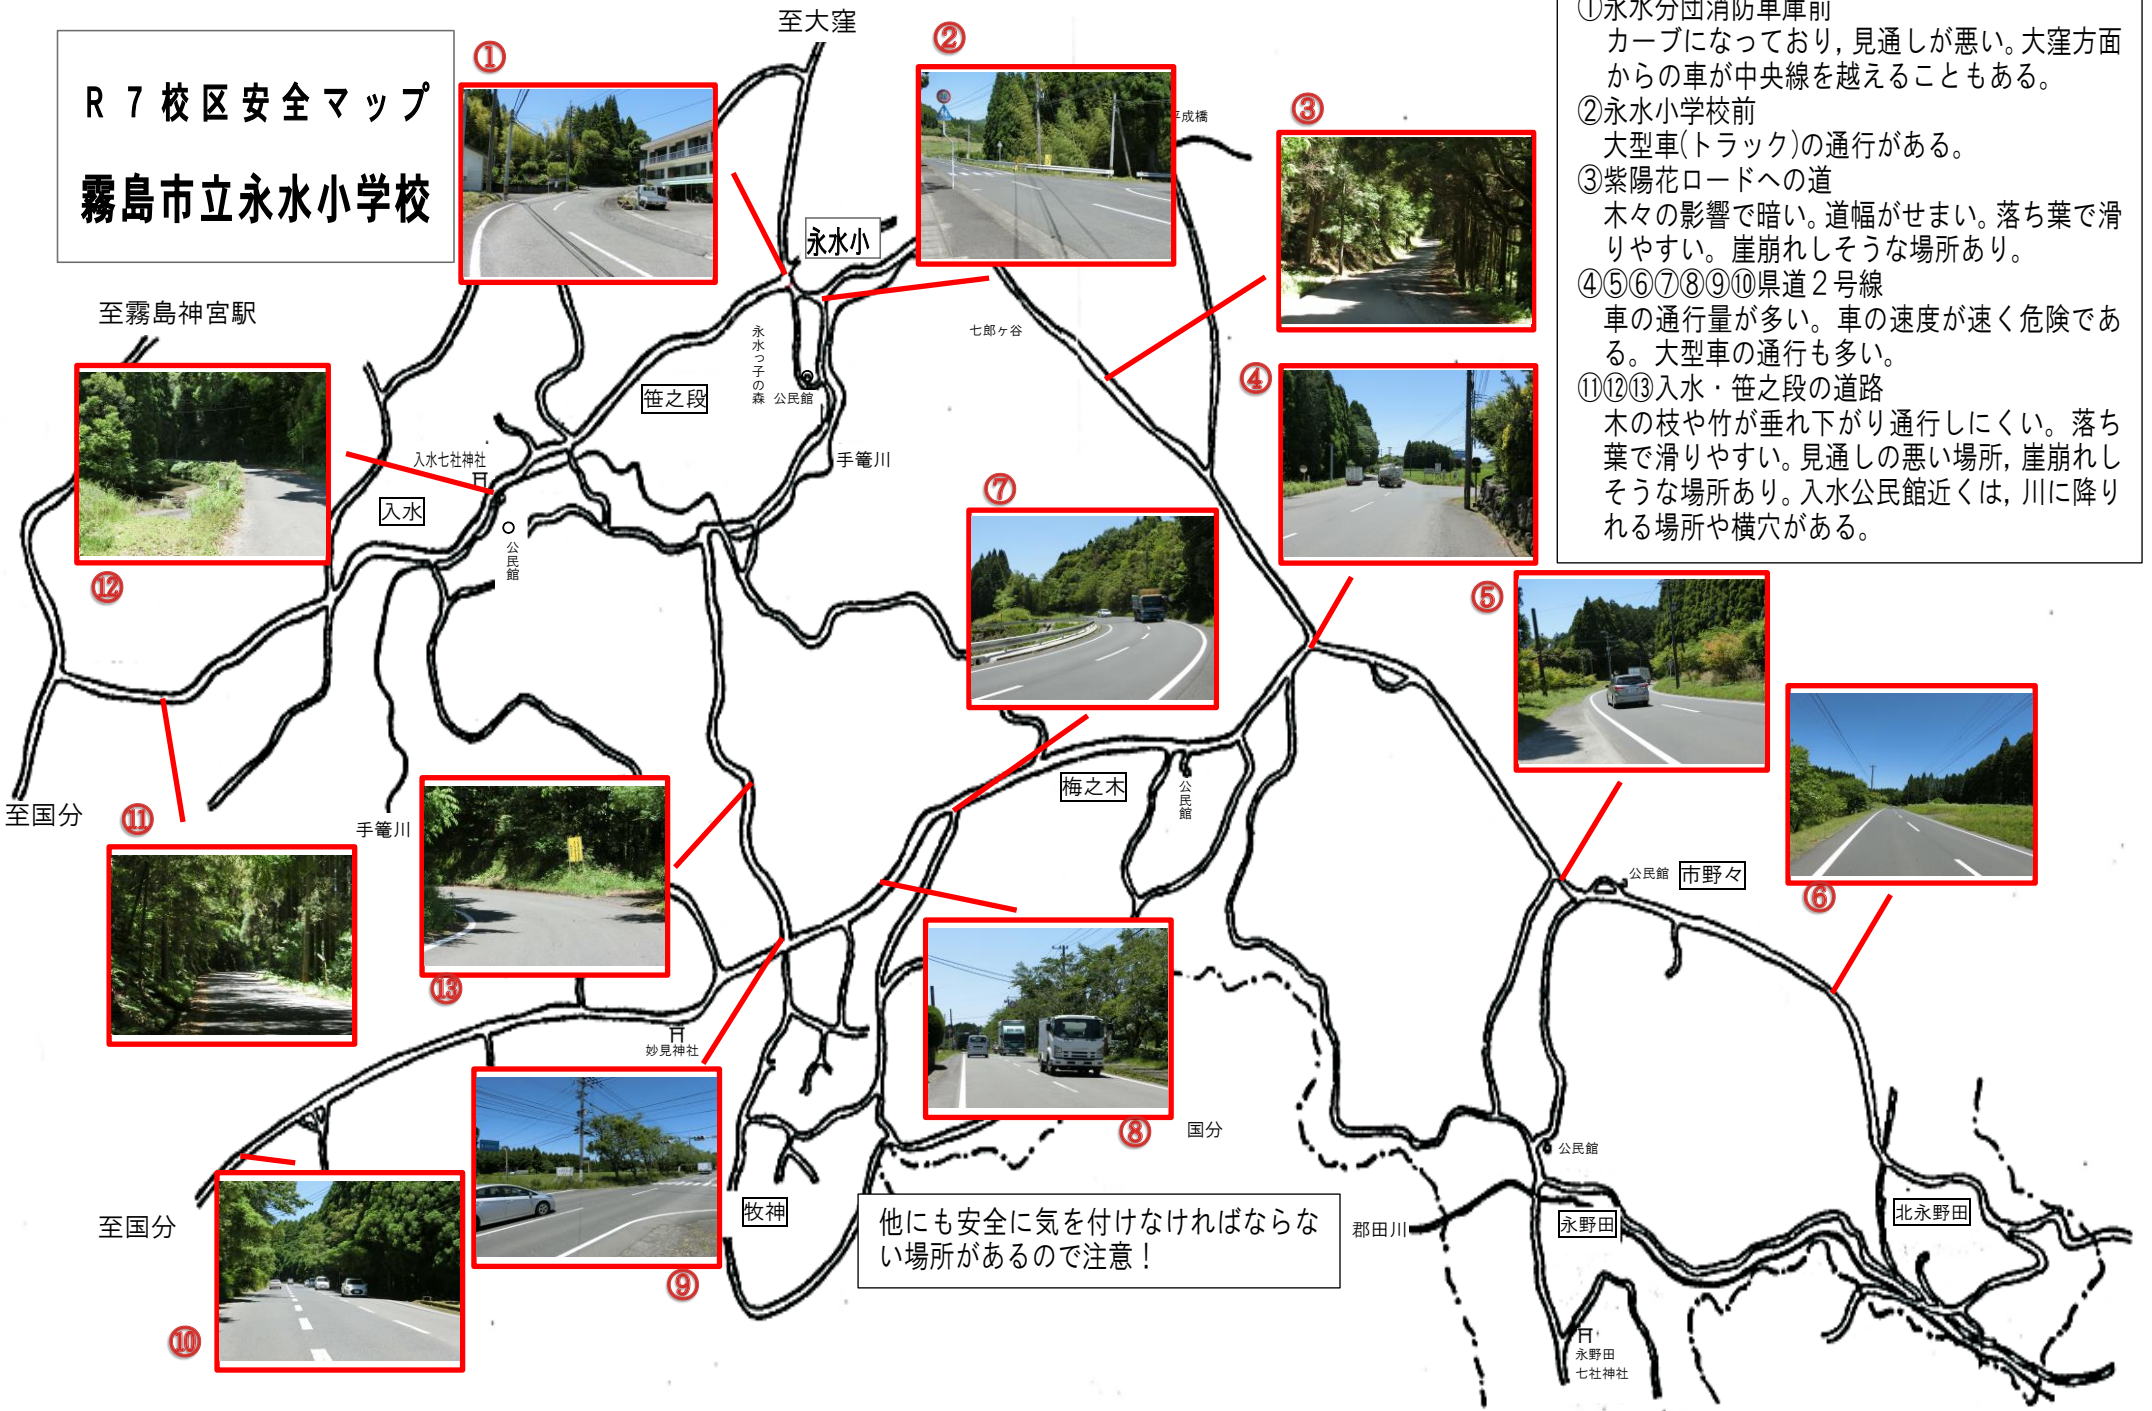 R7校区安全マップ
霧島市立永水小学校
①永水分団消防車庫前
カーブになっており,見通しが悪い。大窪方面
からの車が中央線を越えることもある。
②永水小学校前
大型車(トラック)の通行がある。
③紫陽花ロードへの道
木々の影響で暗い。道幅がせまい。落ち葉で滑
りやすい。崖崩れしそうな場所あり。
④⑤⑥⑦⑧⑨⑩県道２号線
車の通行量が多い。車の速度が速く危険であ
る。大型車の通行も多い。
⑪⑫⑬入水・笹之段の道路
木の枝や竹が垂れ下がり通行しにくい。落ち
葉で滑りやすい。見通しの悪い場所,崖崩れし
そうな場所あり。入水公民館近くは,川に降り
れる場所や横穴がある。
至大窪
①
②
③
平成橋
永水小
至霧島神宮駅
永水っ子の森
公民館
七郎ヶ谷
④
笹之段
手篭川
入水七社神社
入水
公民館
⑦
⑫
⑤
⑥
至国分
⑪
手篭川
梅之木
公民館
公民館
市野々
⑬
妙見神社
⑧
国分
公民館
至国分
牧神
他にも安全に気を付けなければならな
い場所があるので注意！
郡田川
永野田
北永野田
⑨
⑩
永野田
七社神社